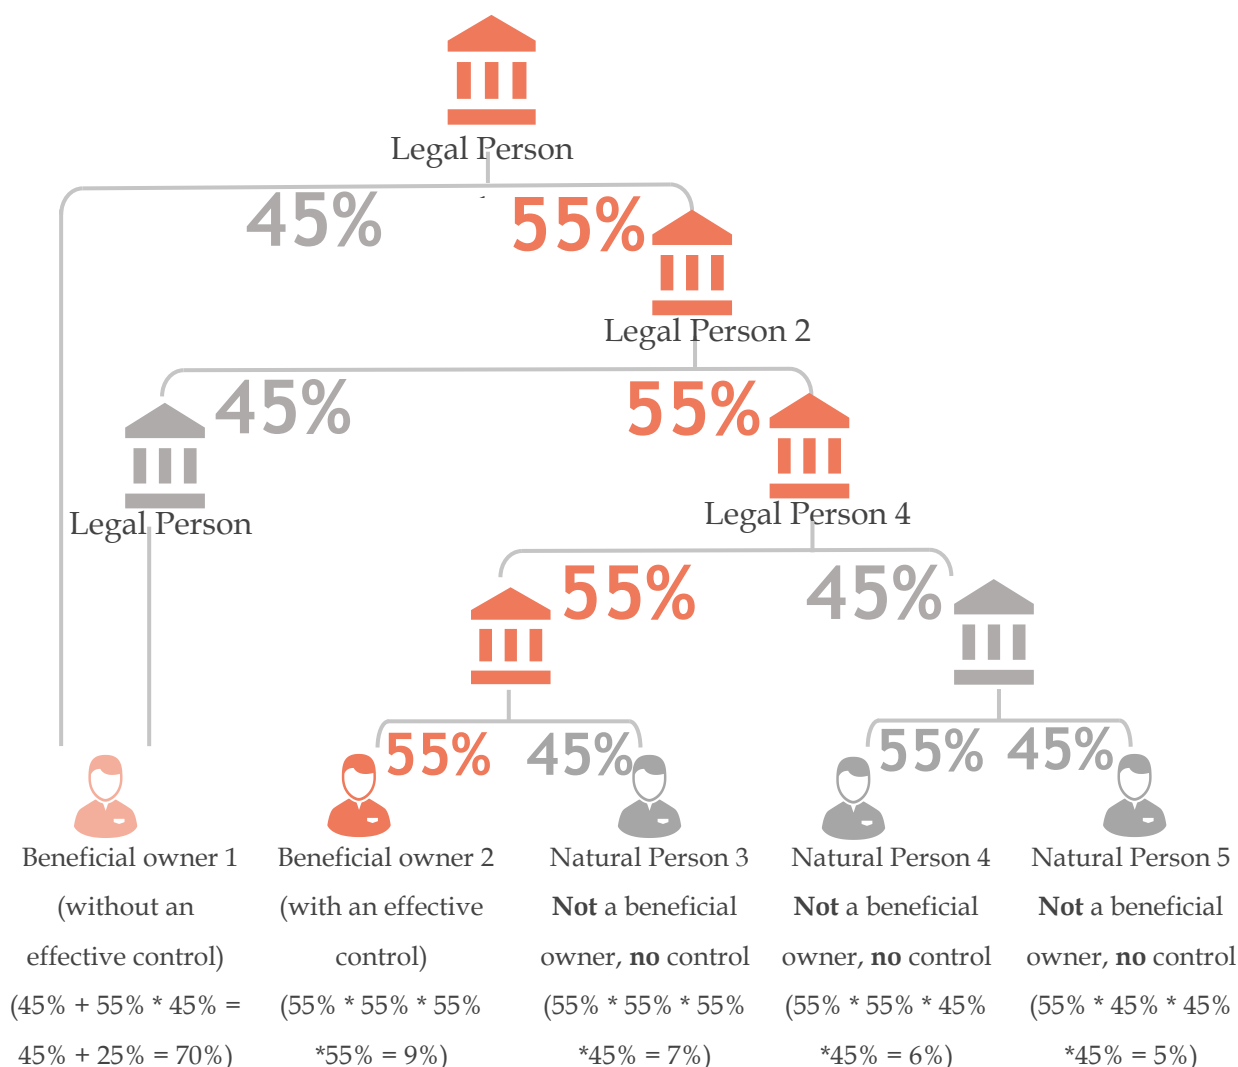 Legal Person
45%
55%
Legal Person 2
45%
55%
Legal Person
Legal Person 4
55%
45%
55%
45%
55%
45%
Beneficial owner 1
(without an
effective control)
(45% + 55% * 45% =
45% + 25% = 70%)
Beneficial owner 2
(with an effective
control)
(55% * 55% * 55%
*55% = 9%)
Natural Person 3
Not a beneficial
owner, no control
(55% * 55% * 55%
*45% = 7%)
Natural Person 4
Not a beneficial
owner, no control
(55% * 55% * 45%
*45% = 6%)
Natural Person 5
Not a beneficial
owner, no control
(55% * 45% * 45%
*45% = 5%)